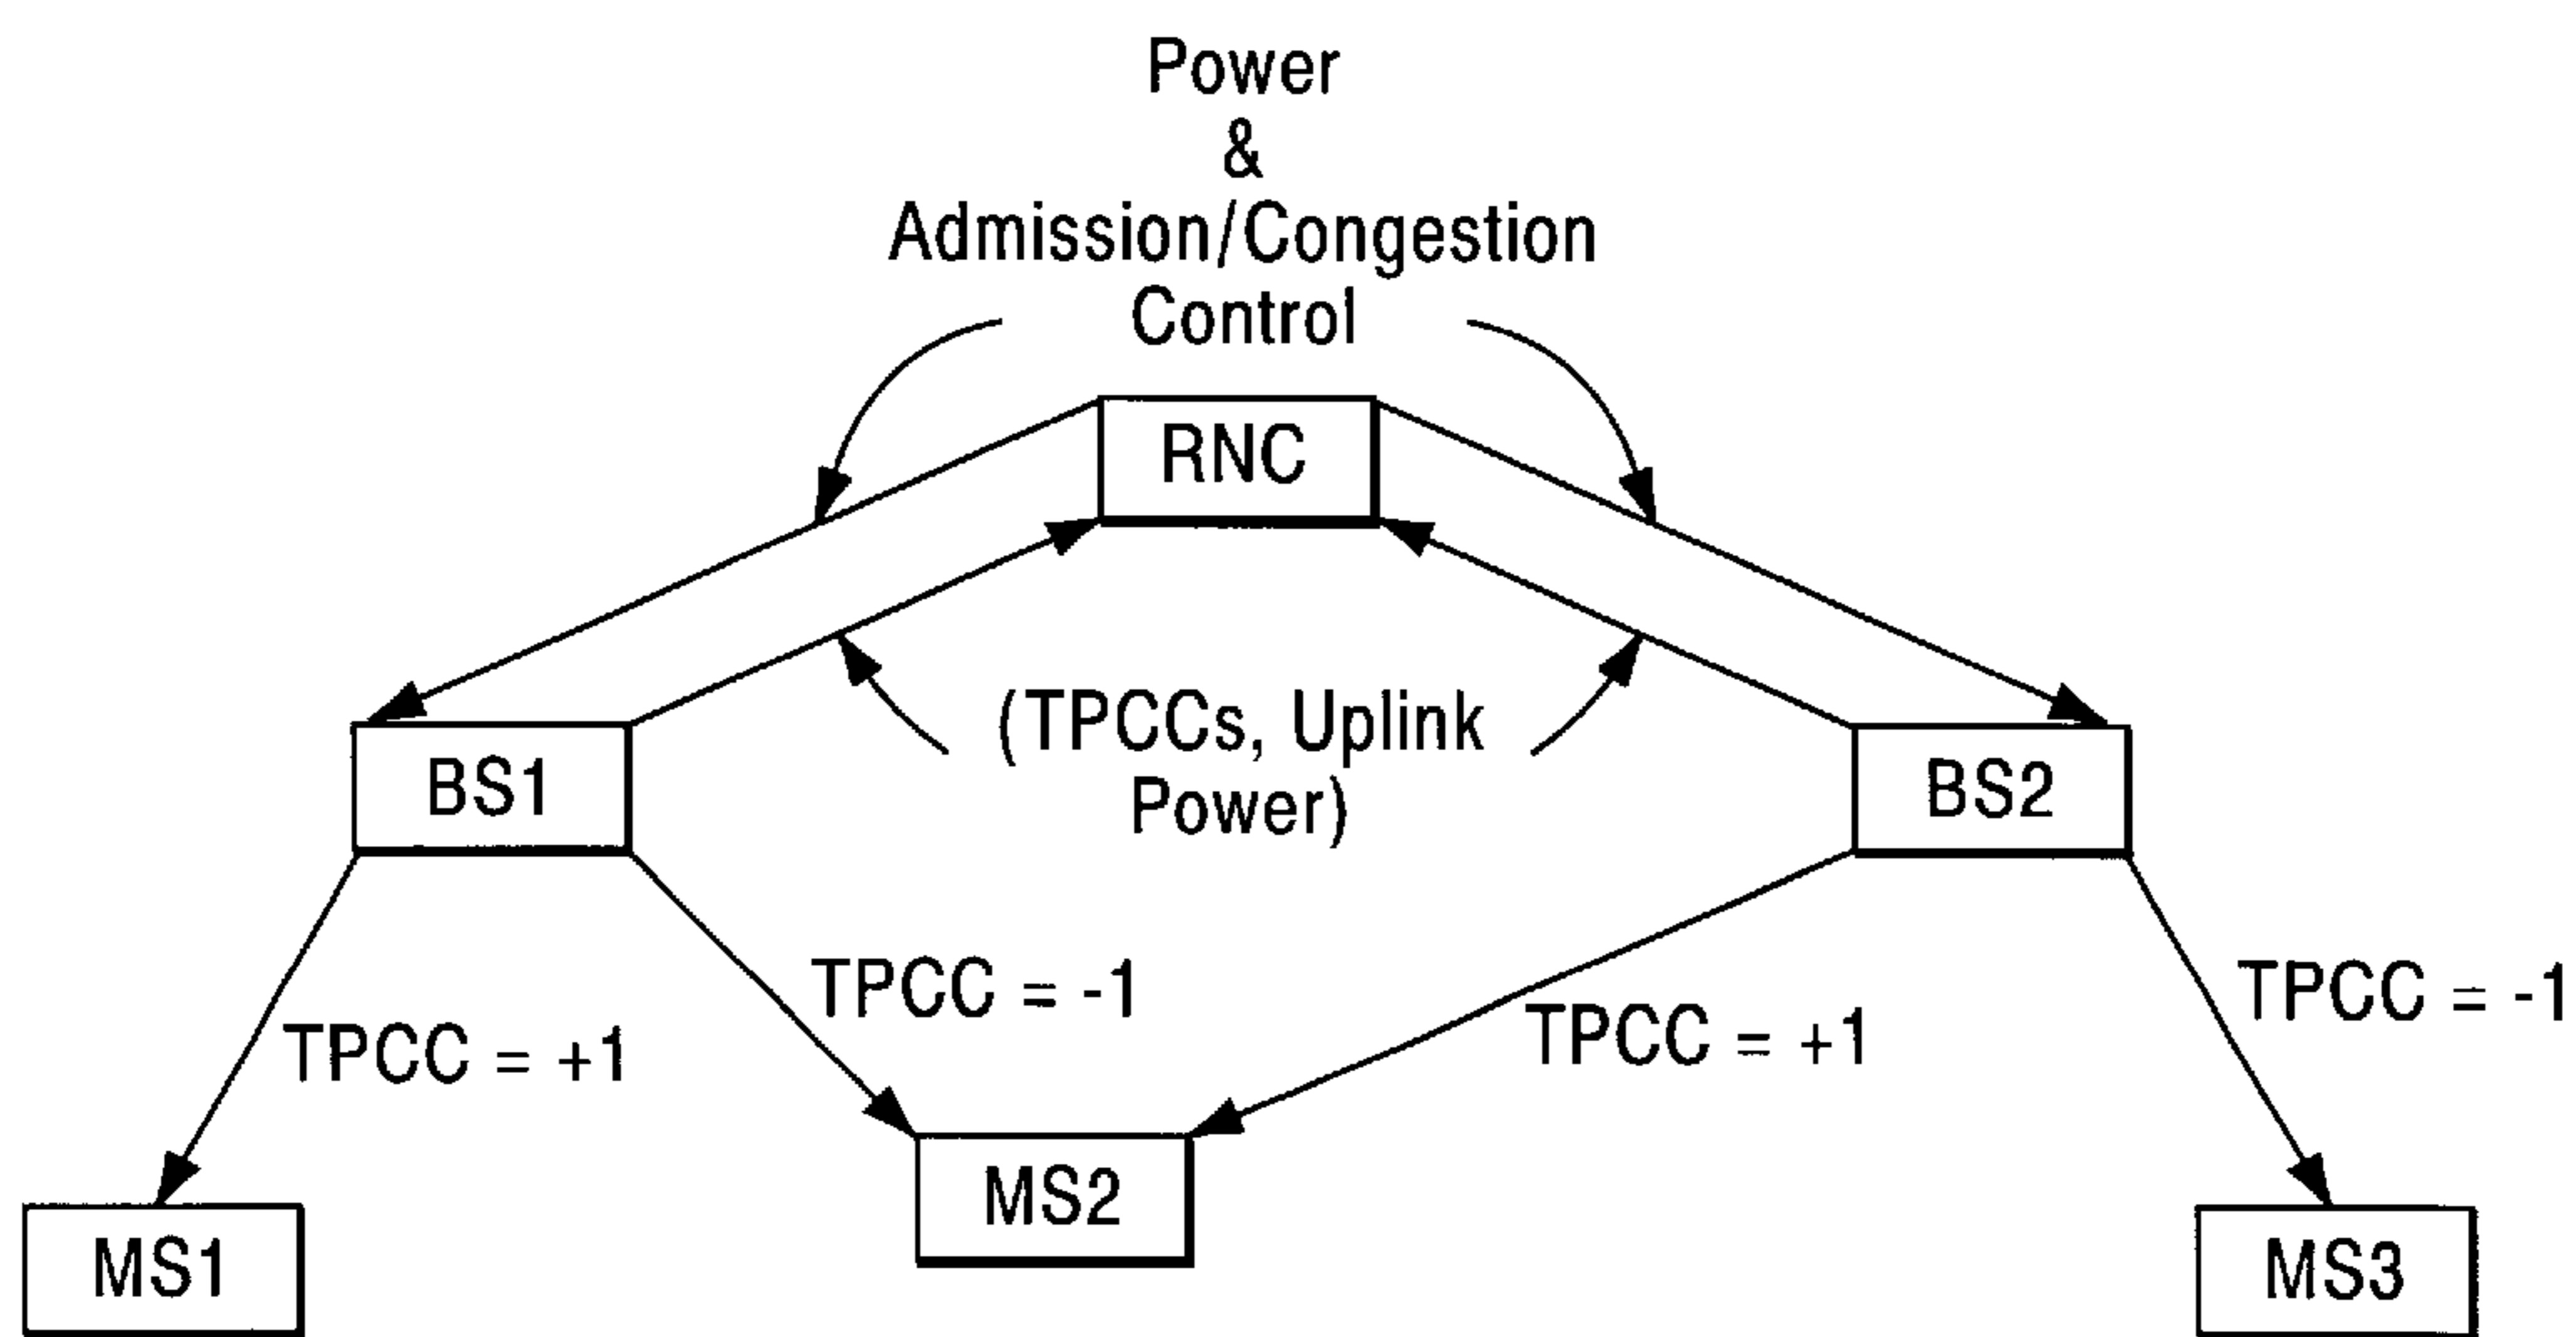 Power
&
Admission/Congestion
Control
RNC
(TPCCs, Uplink
Power)
BS1
BS2
TPCC = -1
TPCC = -1
TPCC = +1
TPCC = +1
MS2
MS1
MS3